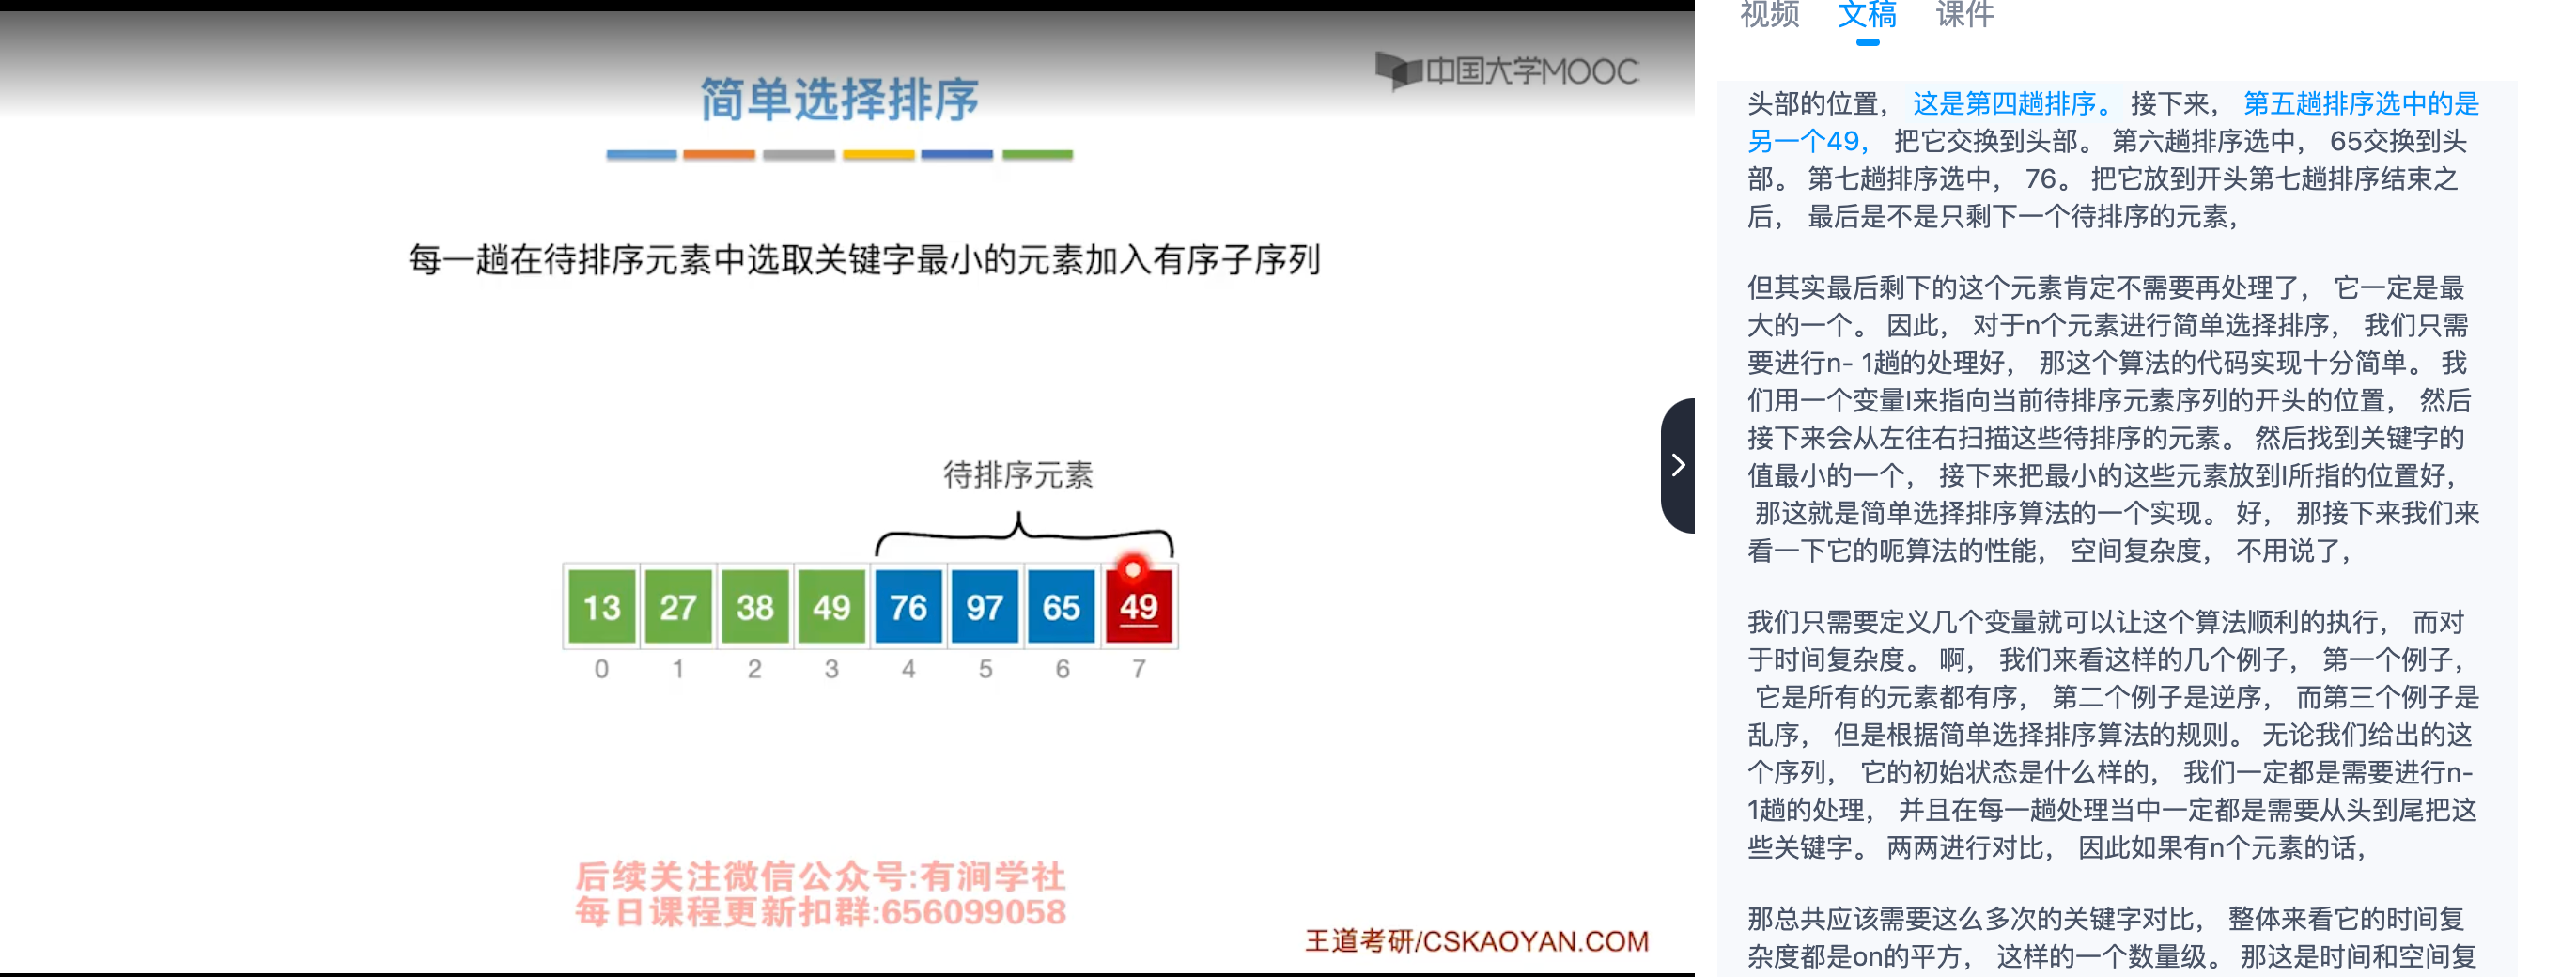 中国大学MOOC
简单选择排序
每一趟在待排序元素中选取关键字最小的元素加入有序子序列
待排序元素
13 27 38 49 76 97 65 49
0 1 2 3 4 5 6 7
后续关注微信公众号:有涧学社
每日课程更新扣群:656099058
王道考研/CSKAOYAN.COM
视频 文稿 课件
头部的位置， 这是第四趟排序。 接下来， 第五趟排序选中的是
另一个49， 把它交换到头部。 第六趟排序选中， 65交换到头
部。 第七趟排序选中， 76。 把它放到开头第七趟排序结束之
后， 最后是不是只剩下一个待排序的元素，
但其实最后剩下的这个元素肯定不需要再处理了， 它一定是最
大的一个。 因此， 对于n个元素进行简单选择排序， 我们只需
要进行n- 1趟的处理好， 那这个算法的代码实现十分简单。 我
们用一个变量I来指向当前待排序元素序列的开头的位置， 然后
接下来会从左往右扫描这些待排序的元素。 然后找到关键字的
值最小的一个， 接下来把最小的这些元素放到I所指的位置好，
那这就是简单选择排序算法的一个实现。 好， 那接下来我们来
看一下它的呃算法的性能， 空间复杂度， 不用说了，
我们只需要定义几个变量就可以让这个算法顺利的执行， 而对
于时间复杂度。 啊， 我们来看这样的几个例子， 第一个例子，
它是所有的元素都有序， 第二个例子是逆序， 而第三个例子是
乱序， 但是根据简单选择排序算法的规则。 无论我们给出的这
个序列， 它的初始状态是什么样的， 我们一定都是需要进行n-
1趟的处理， 并且在每一趟处理当中一定都是需要从头到尾把这
些关键字。 两两进行对比， 因此如果有n个元素的话，
那总共应该需要这么多次的关键字对比， 整体来看它的时间复
杂度都是on的平方， 这样的一个数量级。 那这是时间和空间复